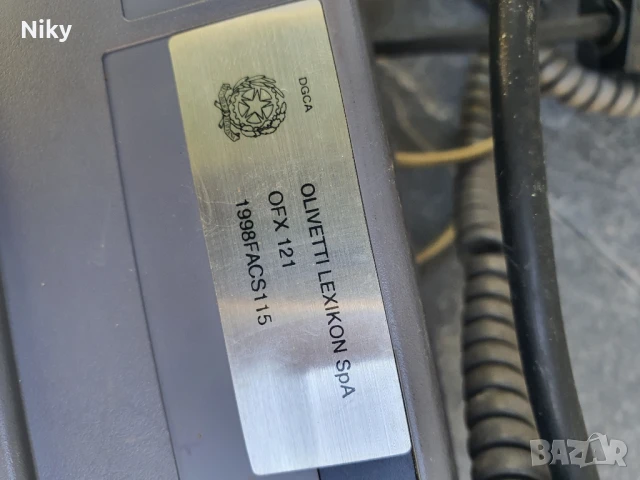 Niky
DGCA
OLIVETTI LEXIKON SpA
OFX 121
1998FACS115
BAZAR